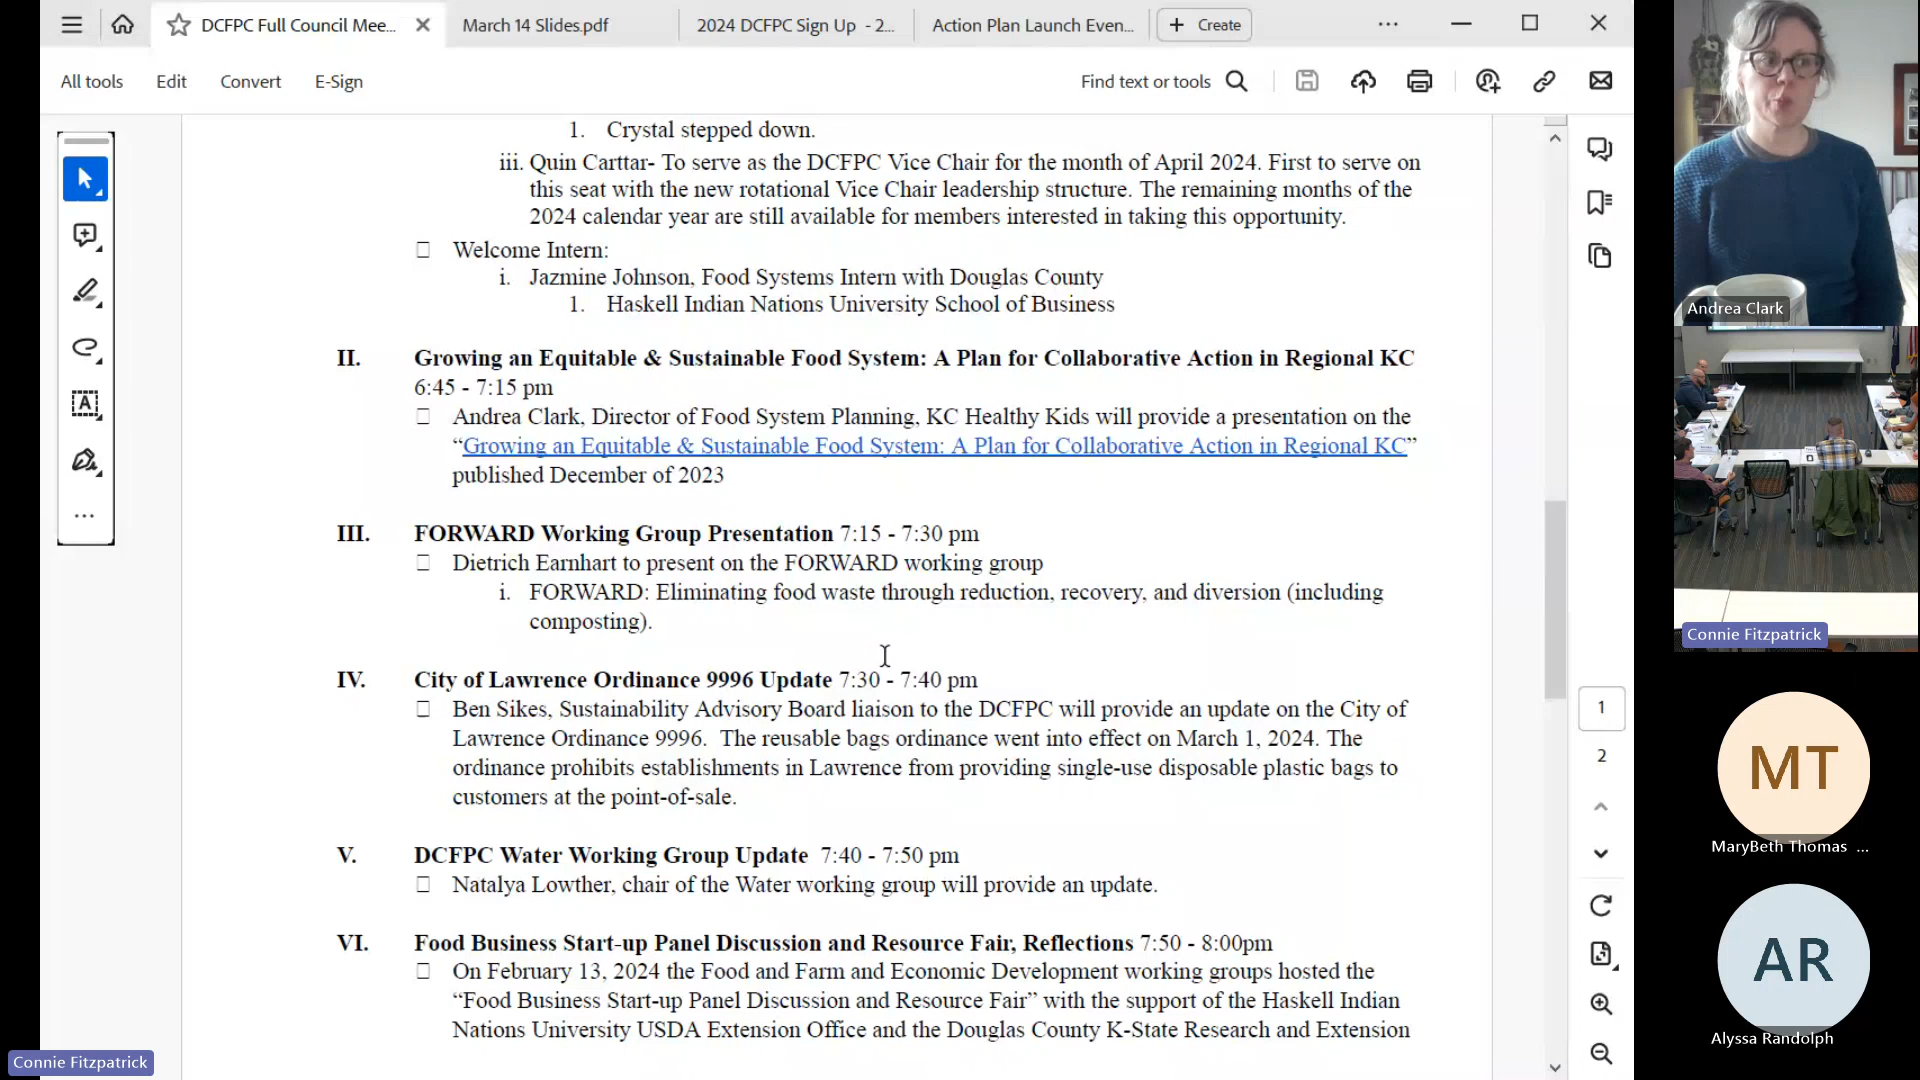 DCFPC Full Council Mee...
March 14 Slides.pdf
2024 DCFPC Sign Up - 2...
Action Plan Launch Even...
Create
All tools
Edit
Convert
E-Sign
Find text or tools
1. Crystal stepped down.
iii. Quin Carttar- To serve as the DCFPC Vice Chair for the month of April 2024. First to serve on
this seat with the new rotational Vice Chair leadership structure. The remaining months of the
2024 calendar year are still available for members interested in taking this opportunity.
Welcome Intern:
i. Jazmine Johnson, Food Systems Intern with Douglas County
1. Haskell Indian Nations University School of Business
II. Growing an Equitable & Sustainable Food System: A Plan for Collaborative Action in Regional KC
6:45 - 7:15 pm
Andrea Clark, Director of Food System Planning, KC Healthy Kids will provide a presentation on the
“Growing an Equitable & Sustainable Food System: A Plan for Collaborative Action in Regional KC”
published December of 2023
III. FORWARD Working Group Presentation 7:15 - 7:30 pm
Dietrich Earnhart to present on the FORWARD working group
i. FORWARD: Eliminating food waste through reduction, recovery, and diversion (including
composting).
IV. City of Lawrence Ordinance 9996 Update 7:30 - 7:40 pm
Ben Sikes, Sustainability Advisory Board liaison to the DCFPC will provide an update on the City of
Lawrence Ordinance 9996. The reusable bags ordinance went into effect on March 1, 2024. The
ordinance prohibits establishments in Lawrence from providing single-use disposable plastic bags to
customers at the point-of-sale.
V. DCFPC Water Working Group Update 7:40 - 7:50 pm
Natalya Lowther, chair of the Water working group will provide an update.
VI. Food Business Start-up Panel Discussion and Resource Fair, Reflections 7:50 - 8:00pm
On February 13, 2024 the Food and Farm and Economic Development working groups hosted the
“Food Business Start-up Panel Discussion and Resource Fair” with the support of the Haskell Indian
Nations University USDA Extension Office and the Douglas County K-State Research and Extension
1
2
Connie Fitzpatrick
Andrea Clark
Connie Fitzpatrick
MT
MaryBeth Thomas ...
AR
Alyssa Randolph